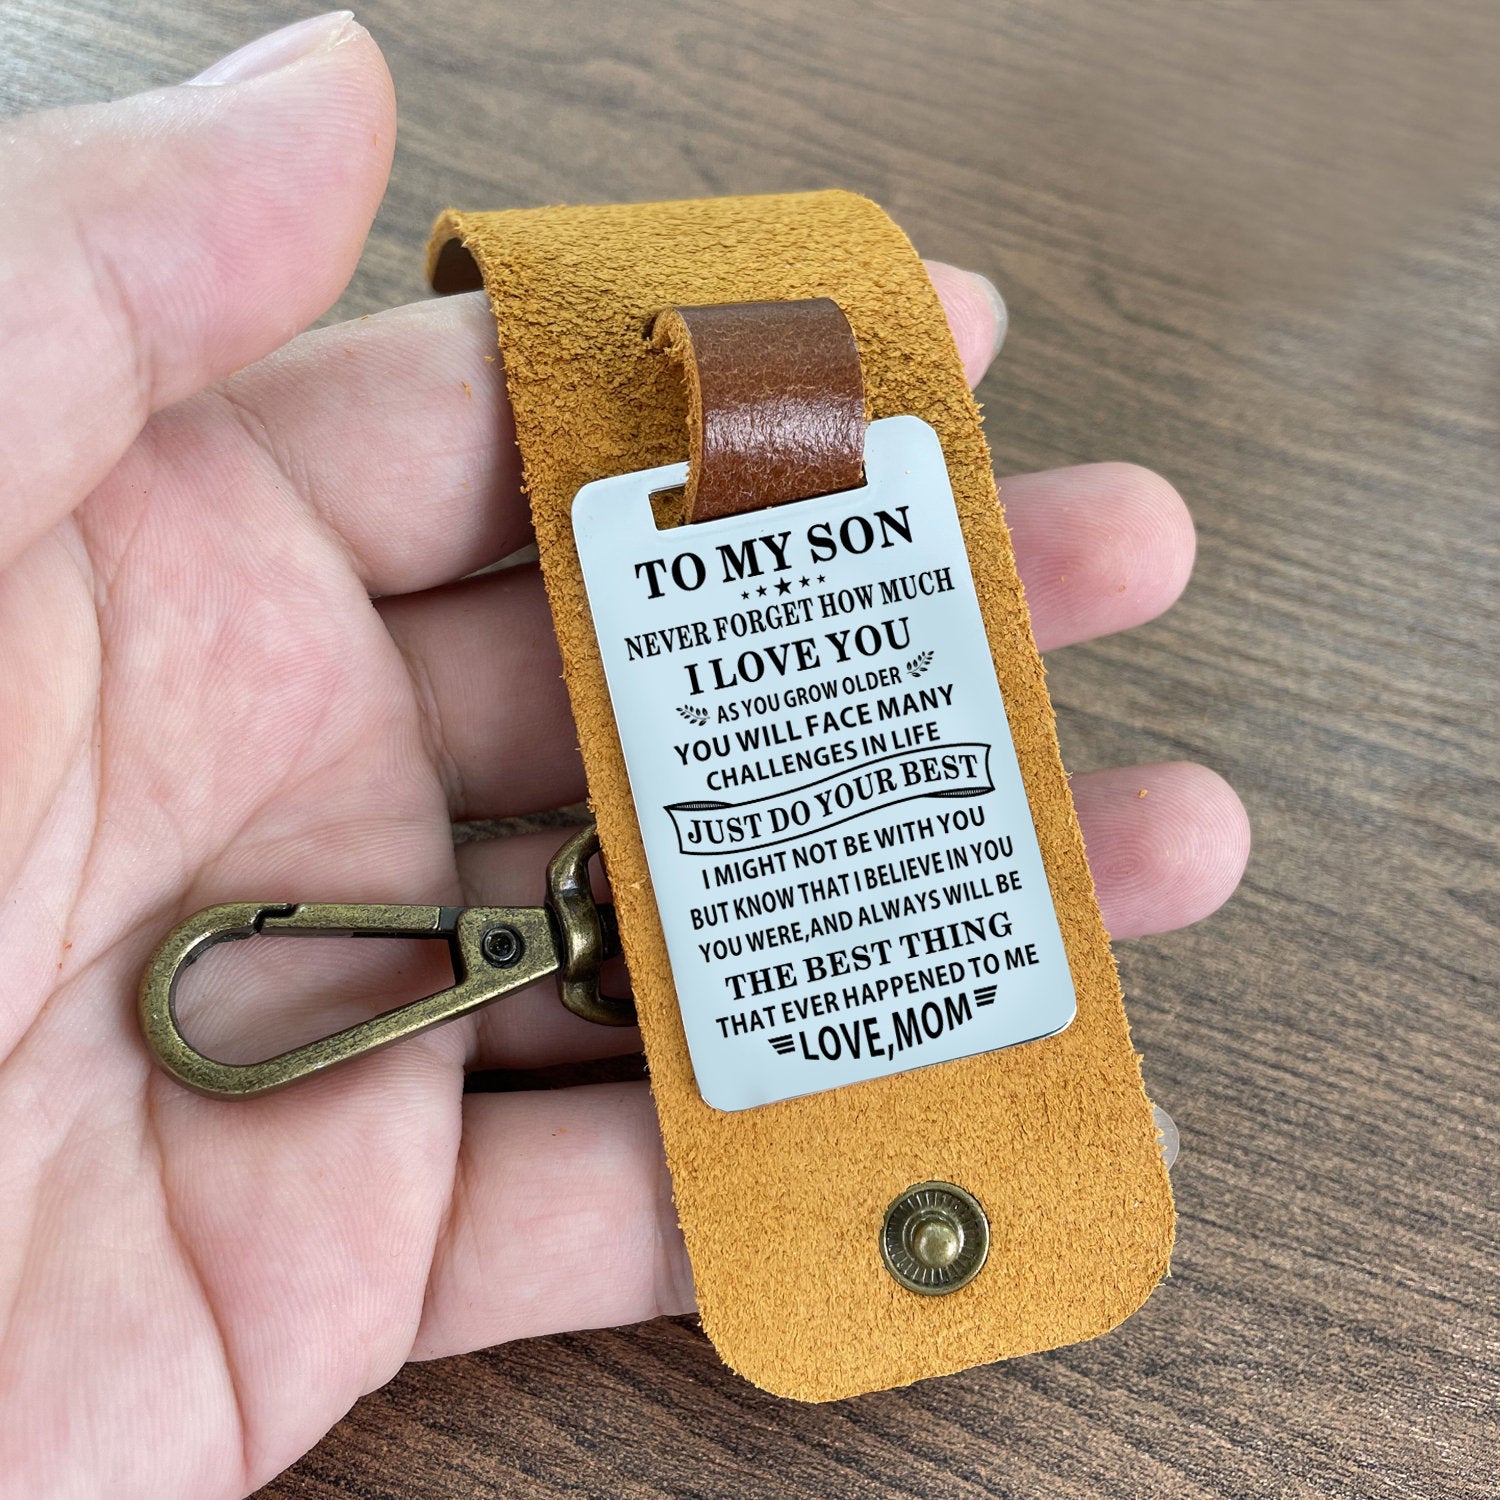 TO MY SON
NEVER FORGET HOW MUCH
I LOVE YOU
AS YOU GROW OLDER
YOU WILL FACE MANY
CHALLENGES IN LIFE
JUST DO YOUR BEST
I MIGHT NOT BE WITH YOU
BUT KNOW THAT I BELIEVE IN YOU
YOU WERE,AND ALWAYS WILL BE
THE BEST THING
THAT EVER HAPPENED TO ME
LOVE,MOM